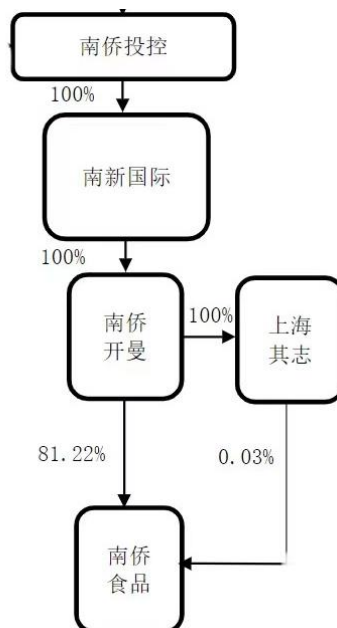 南侨投控
100%
南新国际
100%
南侨
开曼
100%
上海
其志
81.22%
0.03%
南侨
食品